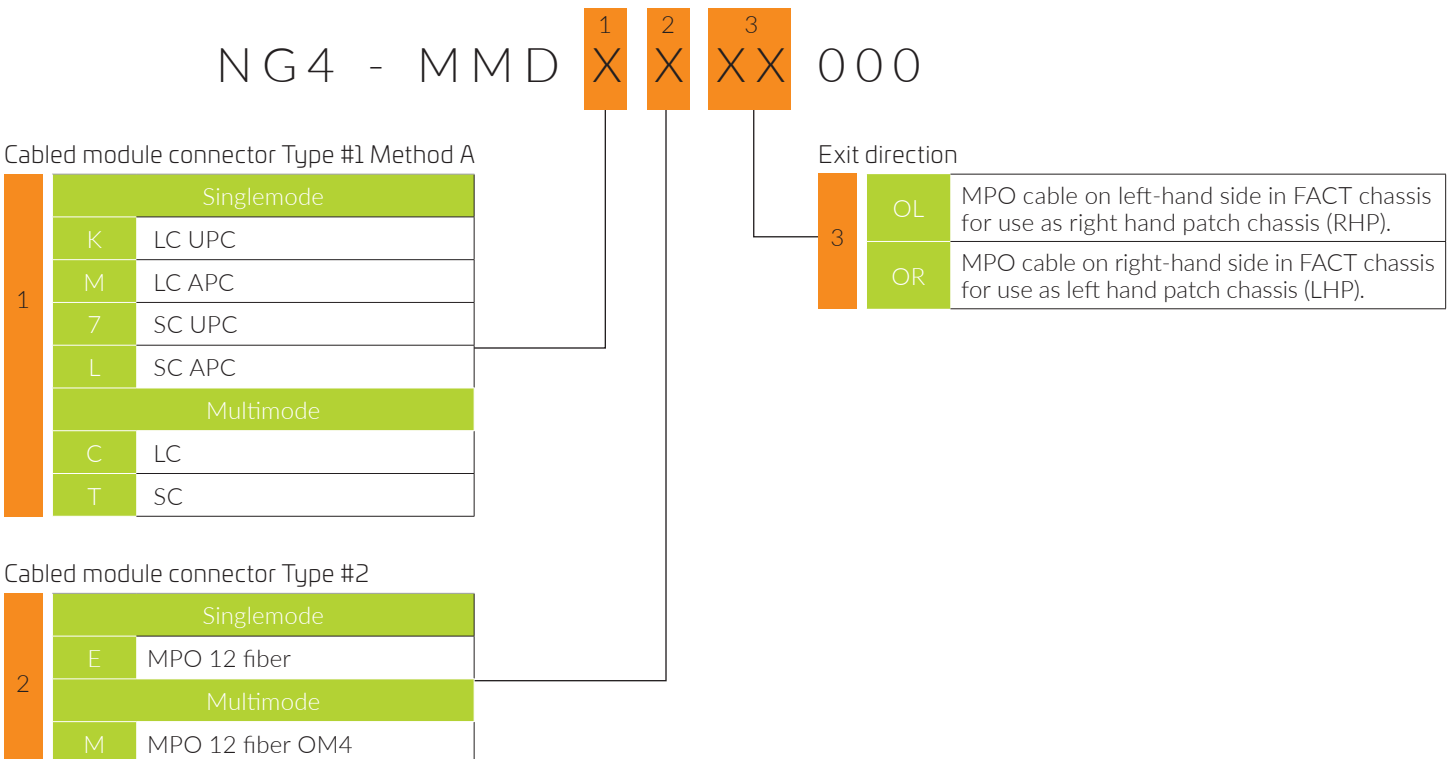 1 2 3
NG4 - MMD X X XX 000
Cabled module connector Type #1 Method A
1
Singlemode
K LC UPC
M LC APC
7 SC UPC
L SC APC
Multimode
C LC
T SC
Exit direction
3
OL MPO cable on left-hand side in FACT chassis
for use as right hand patch chassis (RHP).
OR MPO cable on right-hand side in FACT chassis
for use as left hand patch chassis (LHP).
Cabled module connector Type #2
2
Singlemode
E MPO 12 fiber
Multimode
M MPO 12 fiber OM4